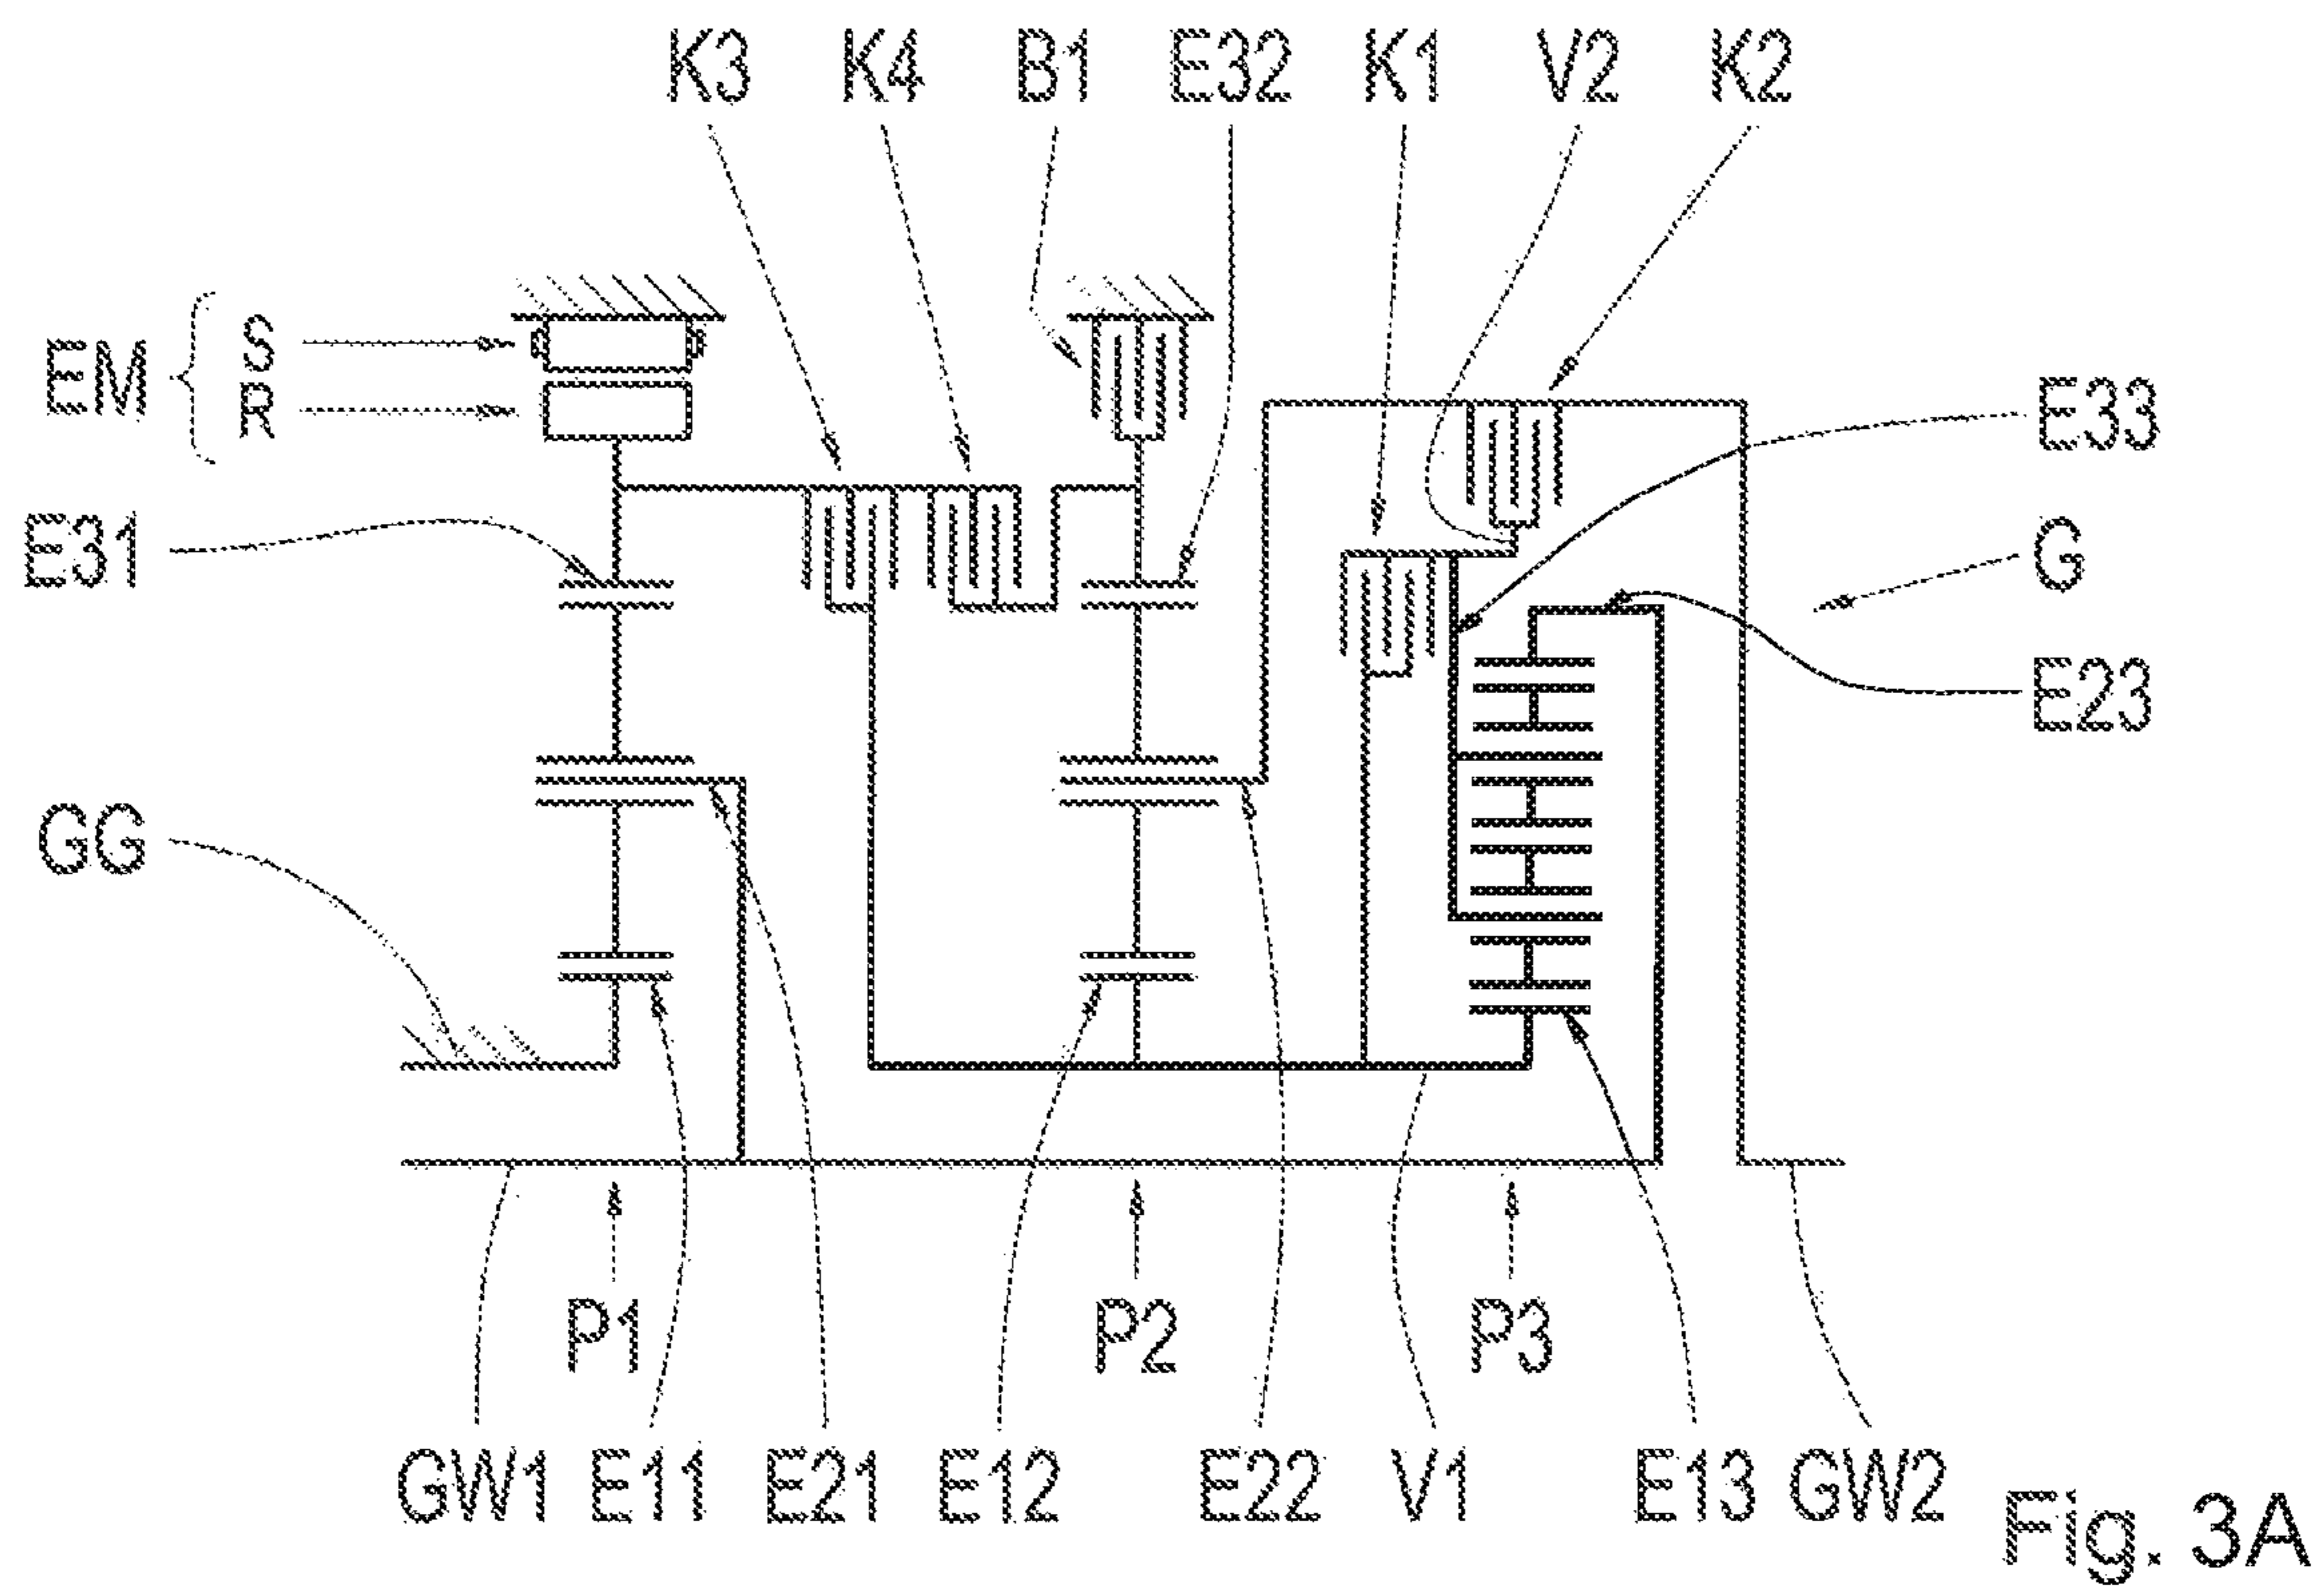 K3 K4 B1 E32 K1 V2 K2
EM
S
R
E33
E31
G
E23
GG
P1 P2 P3
GW1 E11 E21 E12 E22 V1 E13 GW2
Fig. 3A